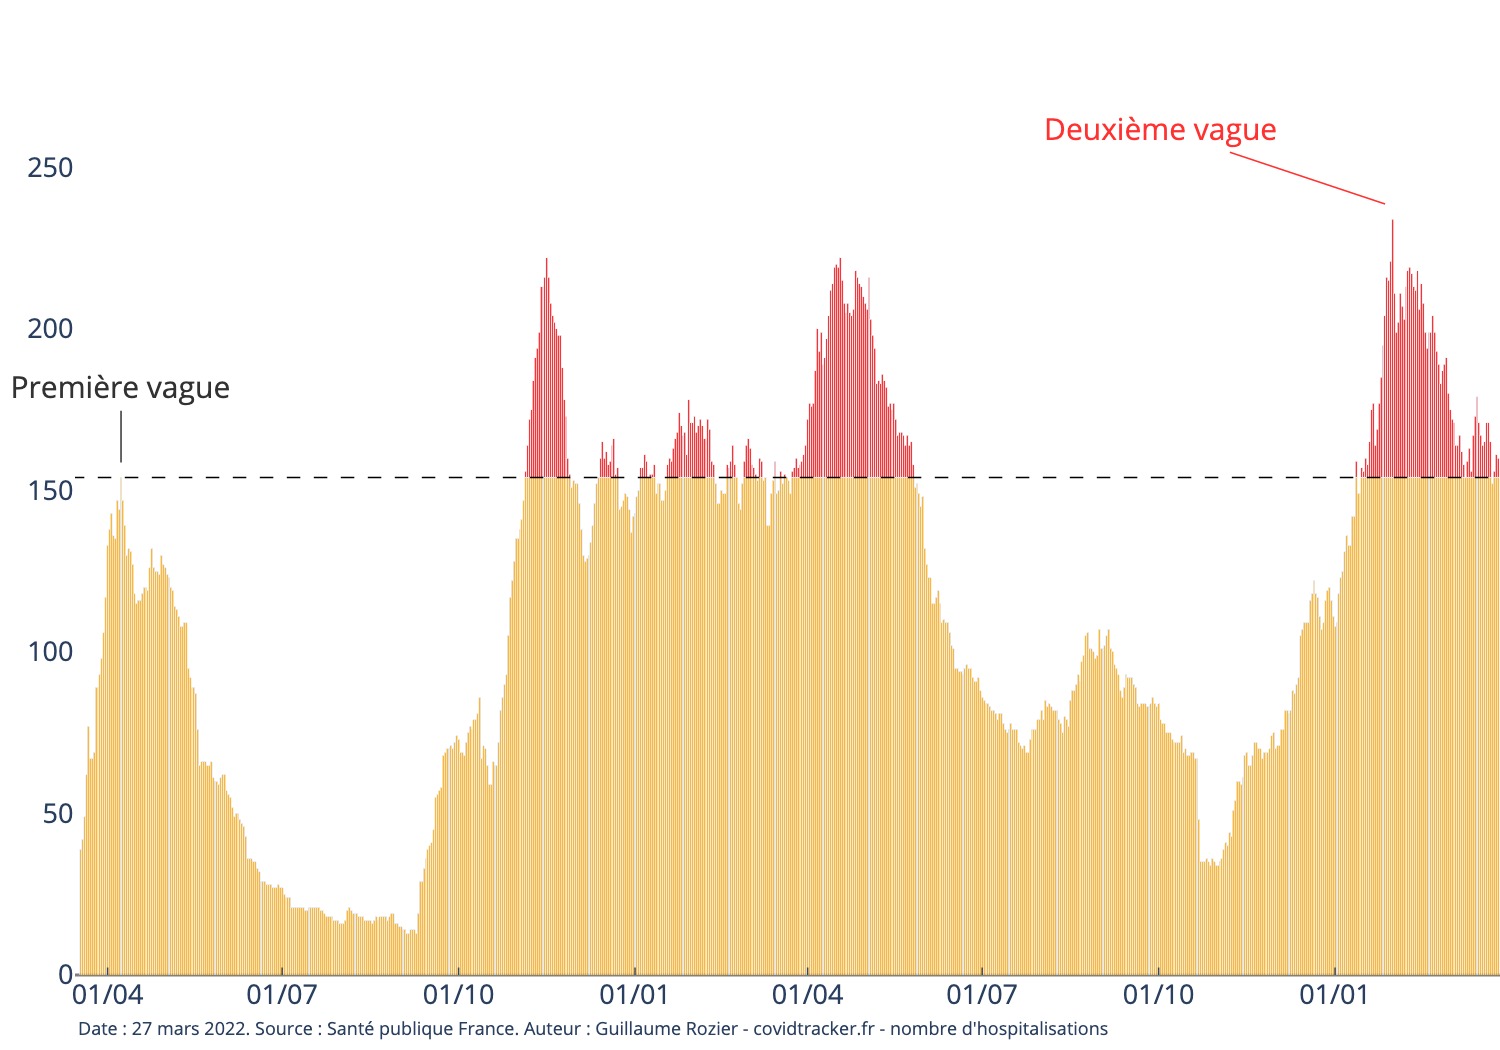 Deuxième vague
250
200
Première vague
150
100
50
0
01/04 01/07 01/10 01/01 01/04 01/07 01/10 01/01
Date : 27 mars 2022. Source : Santé publique France. Auteur : Guillaume Rozier - covidtracker.fr - nombre d'hospitalisations